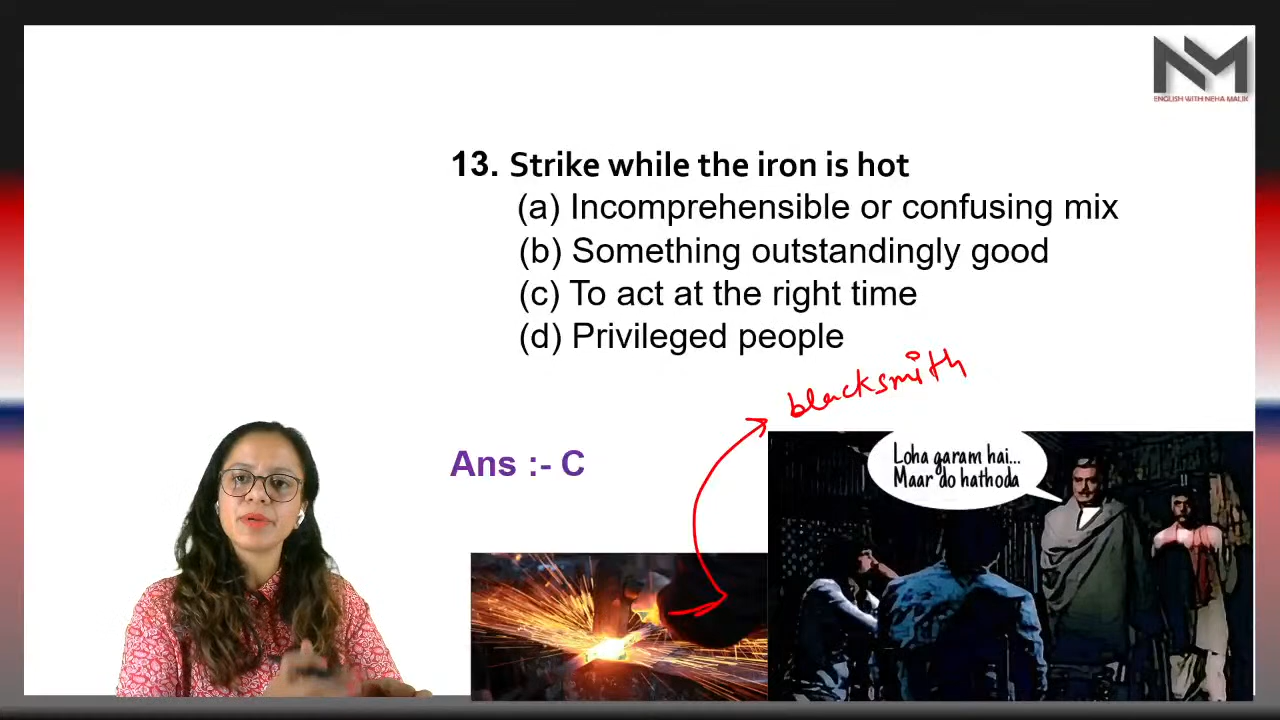 ENGLISH WITH NEHA MALIK
13. Strike while the iron is hot
(a) Incomprehensible or confusing mix
(b) Something outstandingly good
(c) To act at the right time
(d) Privileged people
blacksmith
Ans :- C
Loha garam hai...
Maar do hathoda